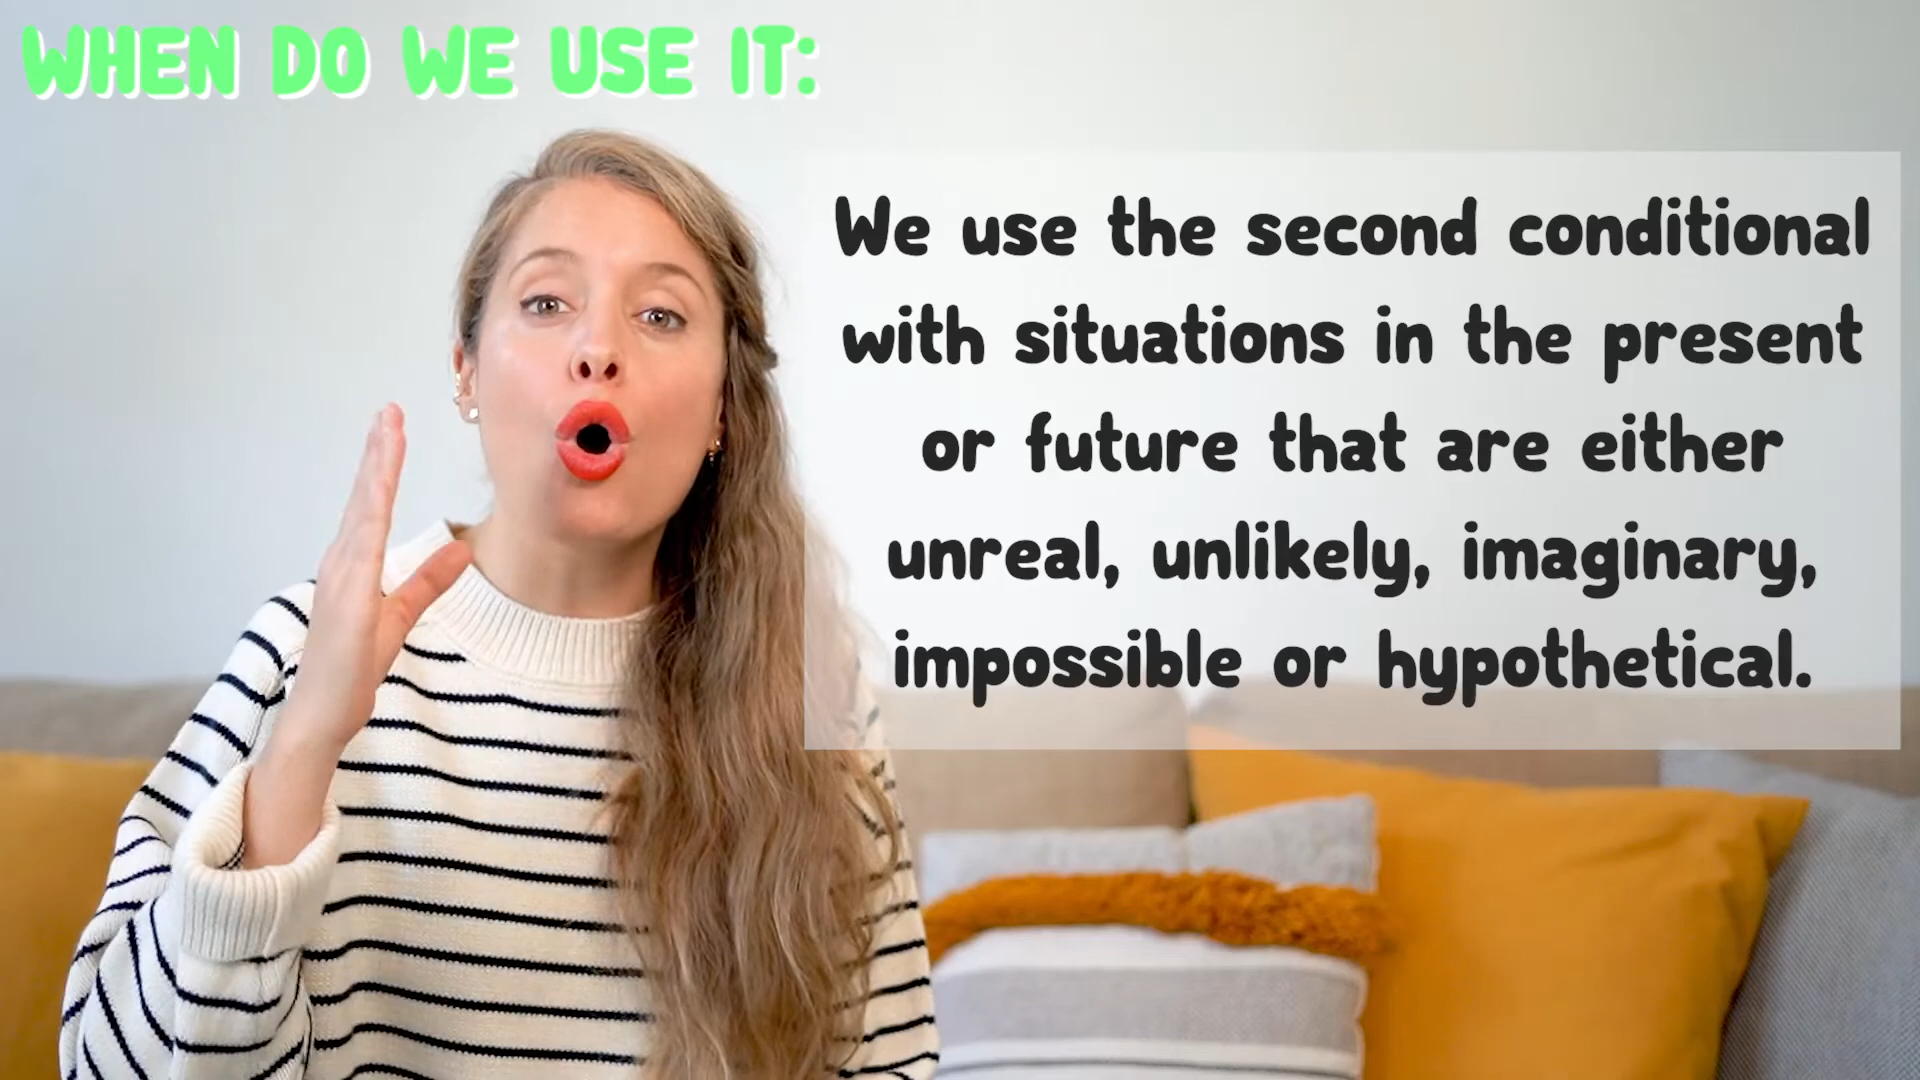 WHEN DO WE USE IT:
We use the second conditional
with situations in the present
or future that are either
unreal, unlikely, imaginary,
impossible or hypothetical.